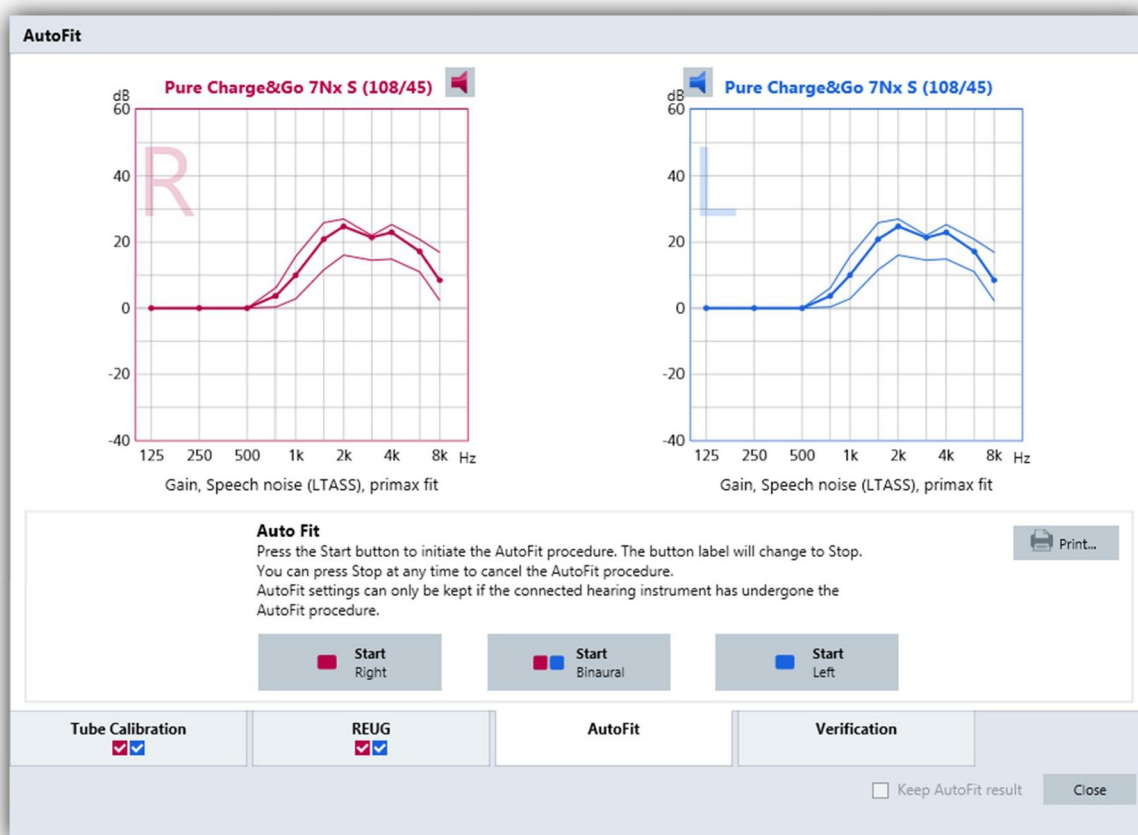 AutoFit
Pure Charge&Go 7Nx S (108/45)
dB
60
40
20
0
-20
-40
R
125 250 500 1k 2k 4k 8k Hz
Gain, Speech noise (LTASS), primax fit
Pure Charge&Go 7Nx S (108/45)
dB
60
40
20
0
-20
-40
L
125 250 500 1k 2k 4k 8k Hz
Gain, Speech noise (LTASS), primax fit
Auto Fit
Press the Start button to initiate the AutoFit procedure. The button label will change to Stop.
You can press Stop at any time to cancel the AutoFit procedure.
AutoFit settings can only be kept if the connected hearing instrument has undergone the
AutoFit procedure.
Print...
Start
Right
Start
Binaural
Start
Left
Tube Calibration
REUG
AutoFit
Verification
Keep AutoFit result
Close